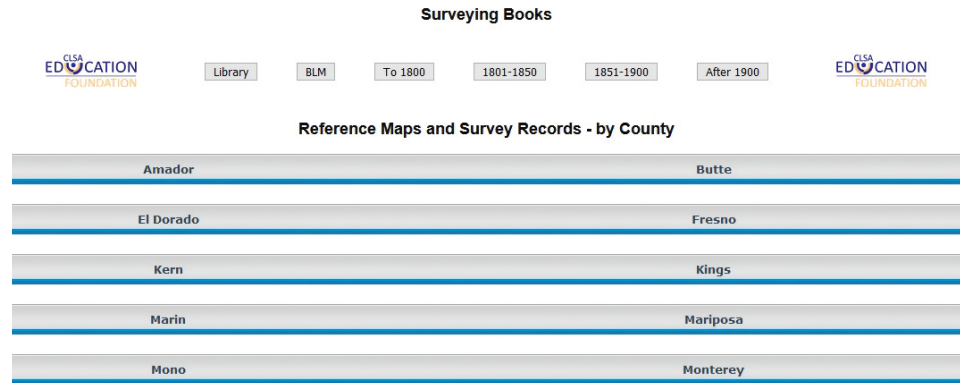 Surveying Books
CLSA
EDUCATION
FOUNDATION
Library
BLM
To 1800
1801-1850
1851-1900
After 1900
CLSA
EDUCATION
FOUNDATION
Reference Maps and Survey Records - by County
Amador
Butte
El Dorado
Fresno
Kern
Kings
Marin
Mariposa
Mono
Monterey